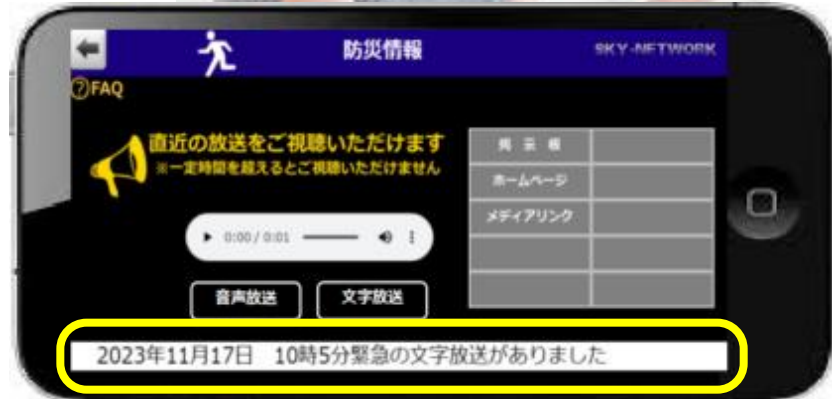 防災情報
SKY-NETWORK
?FAQ
直近の放送をご視聴いただけます
※一定時間を超えるとご視聴いただけません
掲 示 板
ホームページ
メディアリンク
0:00 / 0:01
音声放送
文字放送
2023年11月17日 10時5分緊急の文字放送がありました